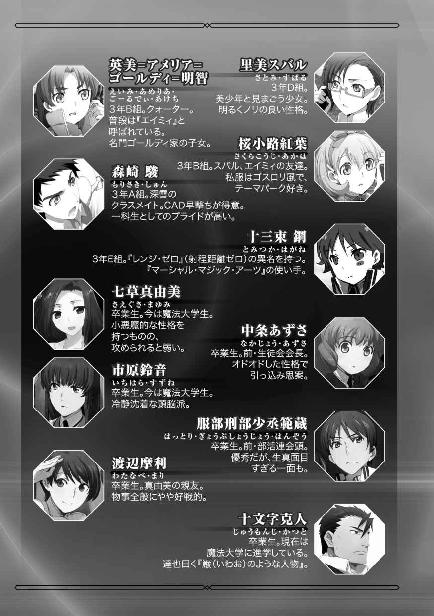 英美=アメリア=
ゴールディ=明智
えいみ・あめりあ・
ごーるでぃ・あけち
3年B組。クォーター。
普段は『エイミィ』と
呼ばれている。
名門ゴールディ家の子女。
里美スバル
さとみ・すばる
3年D組。
美少年と見まごう少女。
明るくノリの良い性格。
桜小路紅葉
さくらこうじ・あかは
3年B組。スバル、エイミィの友達。
私服はゴスロリ風で、
テーマパーク好き。
森崎 駿
もりさき・しゅん
3年A組。深雪の
クラスメイト。CAD早撃ちが得意。
一科生としてのプライドが高い。
十三束 鋼
とみつか・はがね
3年E組。『レンジ・ゼロ』(射程距離ゼロ)の異名を持つ。
『マーシャル・マジック・アーツ』の使い手。
七草真由美
さえぐさ・まゆみ
卒業生。今は魔法大学生。
小悪魔的な性格を
持つものの、
攻められると弱い。
中条あずさ
なかじょう・あずさ
卒業生。前・生徒会会長。
オドオドした性格で
引っ込み思案。
市原鈴音
いちはら・すずね
卒業生。今は魔法大学生。
冷静沈着な頭脳派。
服部刑部少丞範蔵
はっとり・ぎょうぶしょうじょう・はんぞう
卒業生。前・部活連会頭。
優秀だが、生真面目
すぎる一面も。
渡辺摩利
わたなべ・まり
卒業生。真由美の親友。
物事全般にやや好戦的。
十文字克人
じゅうもんじ・かつと
卒業生。現在は
魔法大学に進学している。
達也曰く『巌(いわお)のような人物』。